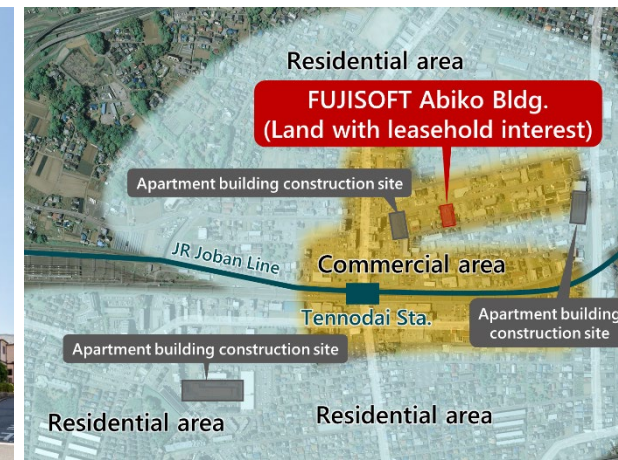 Residential area
FUJISOFT Abiko Bldg.
(Land with leasehold interest)
Apartment building construction site
JR Joban Line
Commercial area
Tennodai Sta.
Apartment building
construction site
Apartment building construction site
Residential area
Residential area